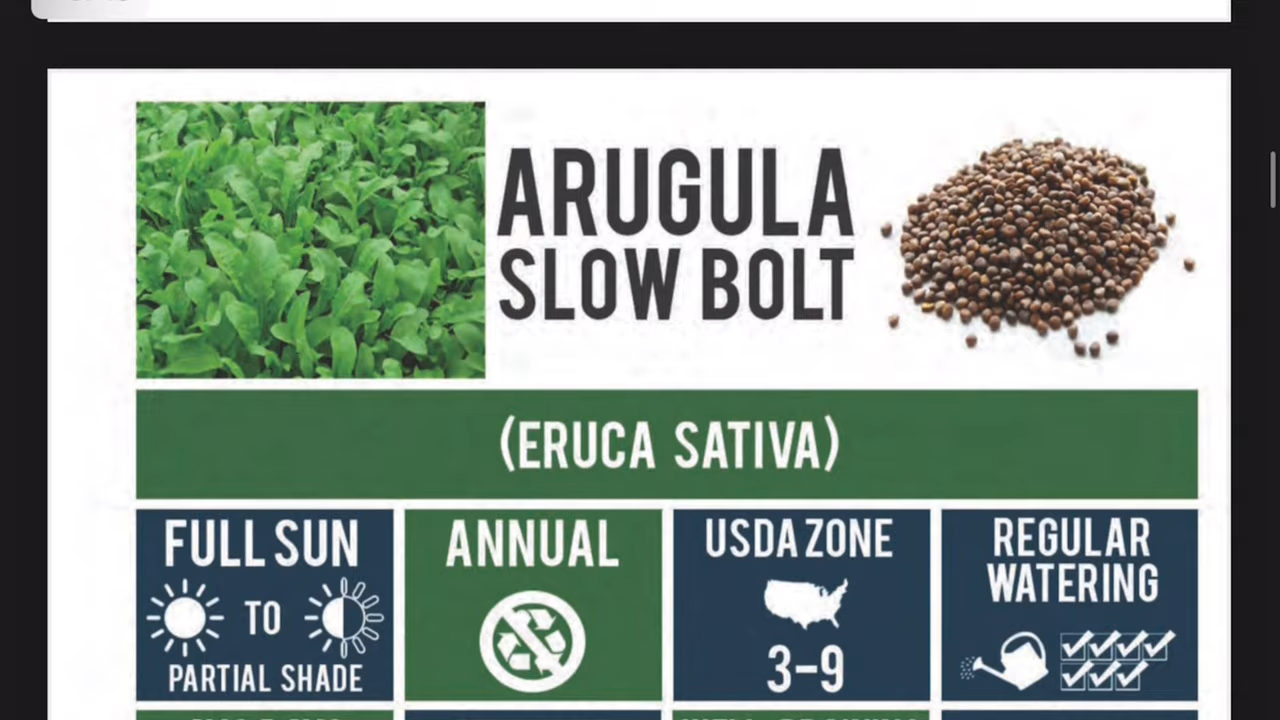 ARUGULA
SLOW BOLT
(ERUCA SATIVA)
FULL SUN
TO
PARTIAL SHADE
ANNUAL
USDA ZONE
3-9
REGULAR
WATERING